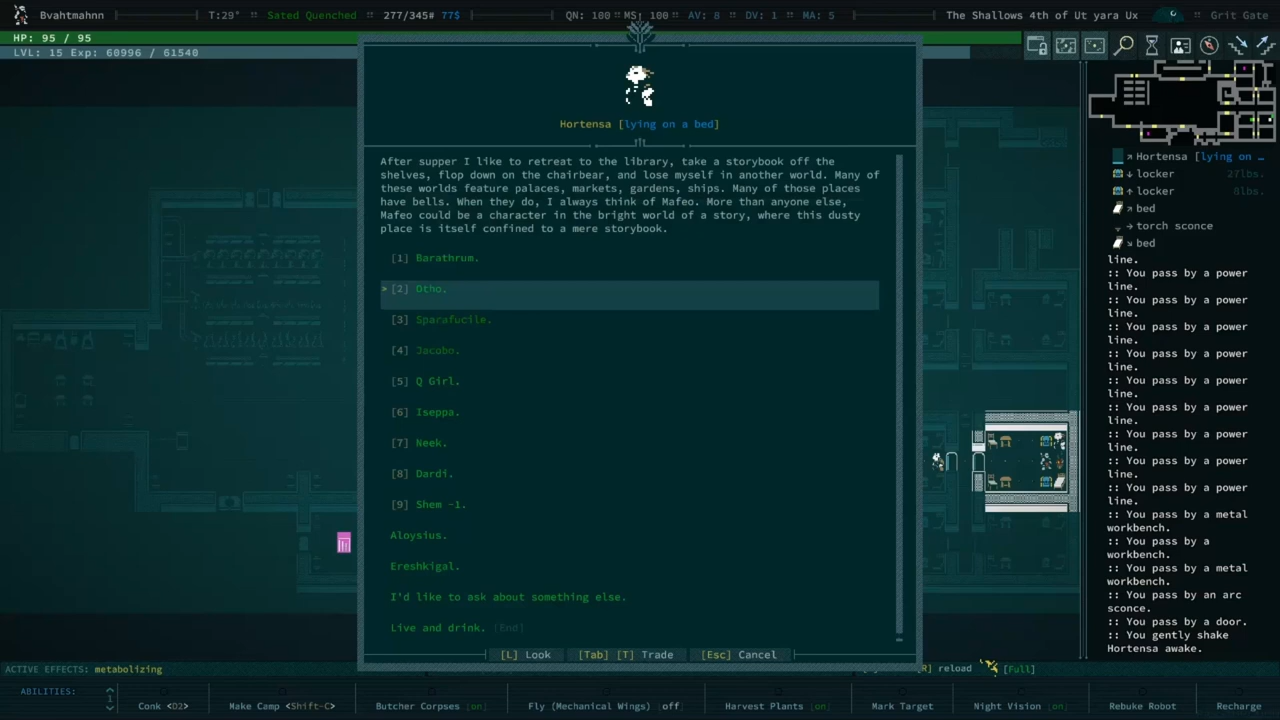 Bvahtmahnn T:29° :: Sated Quenched :: 277/345# 77$ QN: 100 :: MS: 100 :: AV: 8 :: DV: 1 :: MA: 5 The Shallows 4th of Ut yara Ux :: Grit Gate
HP: 95 / 95
LVL: 15 Exp: 60996 / 61540
Hortensa [lying on a bed]
After supper I like to retreat to the library, take a storybook off the
shelves, flop down on the chairbear, and lose myself in another world. Many of
these worlds feature palaces, markets, gardens, ships. Many of those places
have bells. When they do, I always think of Mafeo. More than anyone else,
Mafeo could be a character in the bright world of a story, where this dusty
place is itself confined to a mere storybook.
[1] Barathrum.
> [2] Otho.
[3] Sparafucile.
[4] Jacobo.
[5] Q Girl.
[6] Iseppa.
[7] Neek.
[8] Dardi.
[9] Shem -1.
Aloysius.
Ereshkigal.
I'd like to ask about something else.
Live and drink. [End]
[L] Look [Tab] [T] Trade [Esc] Cancel
Hortensa [lying on …
locker 27lbs.
locker 8lbs.
bed
torch sconce
bed
line.
:: You pass by a power
line.
:: You pass by a power
line.
:: You pass by a power
line.
:: You pass by a power
line.
:: You pass by a power
line.
:: You pass by a power
line.
:: You pass by a power
line.
:: You pass by a power
line.
:: You pass by a power
line.
:: You pass by a metal
workbench.
:: You pass by a
workbench.
:: You pass by a metal
workbench.
:: You pass by an arc
sconce.
:: You pass by a door.
:: You gently shake
Hortensa awake.
ACTIVE EFFECTS: metabolizing
R] reload [Full]
ABILITIES: 1 Conk <02> Make Camp <Shift-C> Butcher Corpses [on] Fly (Mechanical Wings) [off] Harvest Plants [on] Mark Target Night Vision [on] Rebuke Robot Recharge